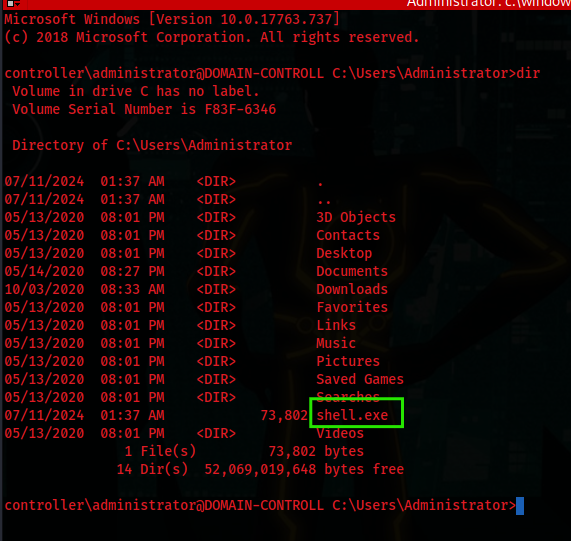 Administrator: c:\window
Microsoft Windows [Version 10.0.17763.737]
(c) 2018 Microsoft Corporation. All rights reserved.
controller\administrator@DOMAIN-CONTROLL C:\Users\Administrator>dir
 Volume in drive C has no label.
 Volume Serial Number is F83F-6346
 Directory of C:\Users\Administrator
07/11/2024  01:37 AM    <DIR>          .
07/11/2024  01:37 AM    <DIR>          ..
05/13/2020  08:01 PM    <DIR>          3D Objects
05/13/2020  08:01 PM    <DIR>          Contacts
05/13/2020  08:01 PM    <DIR>          Desktop
05/14/2020  08:27 PM    <DIR>          Documents
10/03/2020  08:33 AM    <DIR>          Downloads
05/13/2020  08:01 PM    <DIR>          Favorites
05/13/2020  08:01 PM    <DIR>          Links
05/13/2020  08:01 PM    <DIR>          Music
05/13/2020  08:01 PM    <DIR>          Pictures
05/13/2020  08:01 PM    <DIR>          Saved Games
05/13/2020  08:01 PM    <DIR>          Searches
07/11/2024  01:37 AM            73,802 shell.exe
05/13/2020  08:01 PM    <DIR>          Videos
              1 File(s)         73,802 bytes
             14 Dir(s)  52,069,019,648 bytes free
controller\administrator@DOMAIN-CONTROLL C:\Users\Administrator>